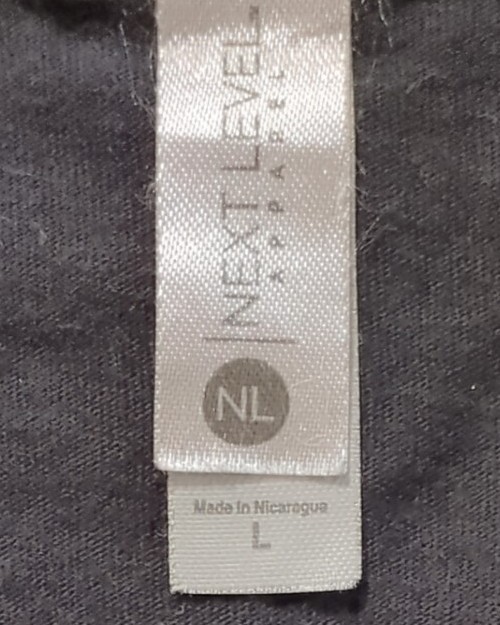 NEXT LEVEL
APPAREL
NL
Made in Nicaragua
L